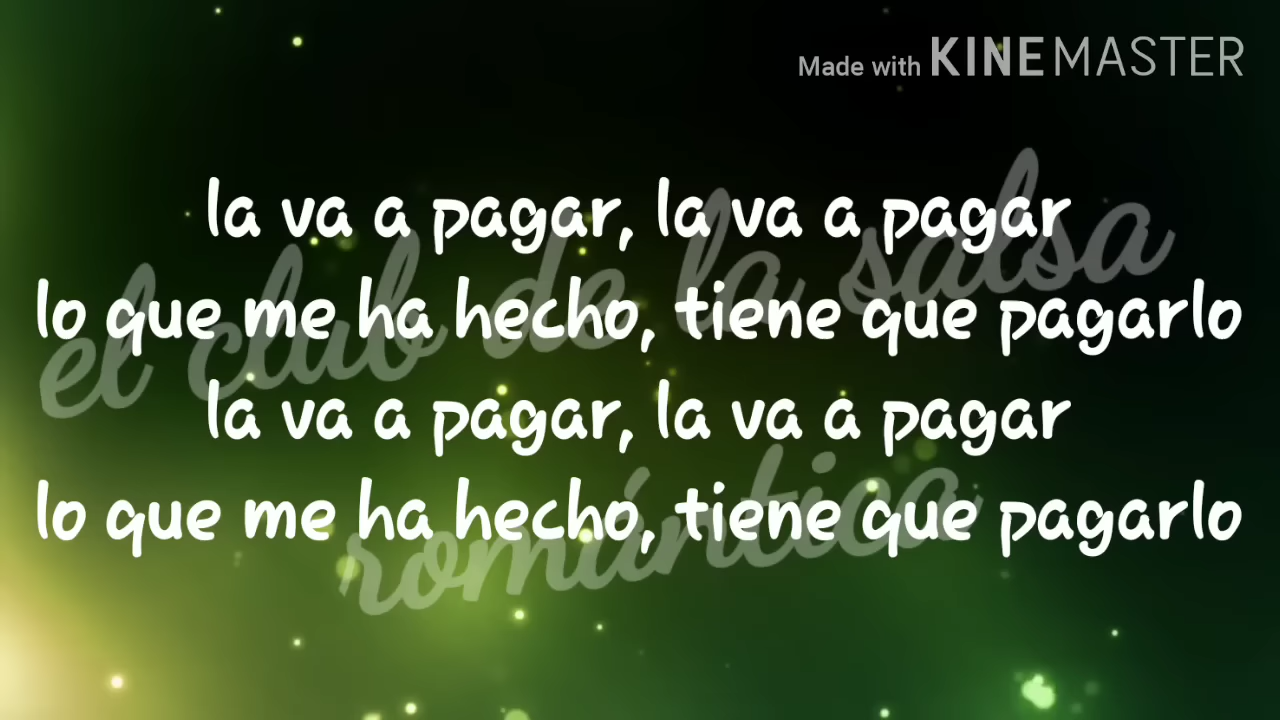 Made with KINEMASTER
la va a pagar, la va a pagar
lo que me ha hecho, tiene que pagarlo
la va a pagar, la va a pagar
lo que me ha hecho, tiene que pagarlo
el club de la salsa
romántica